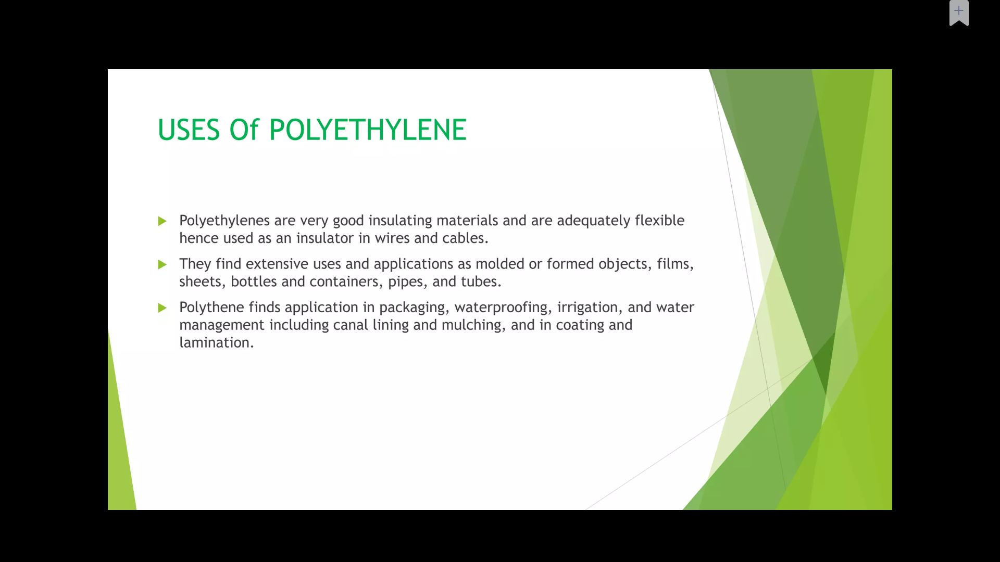 USES Of POLYETHYLENE
Polyethylenes are very good insulating materials and are adequately flexible
hence used as an insulator in wires and cables.
They find extensive uses and applications as molded or formed objects, films,
sheets, bottles and containers, pipes, and tubes.
Polythene finds application in packaging, waterproofing, irrigation, and water
management including canal lining and mulching, and in coating and
lamination.